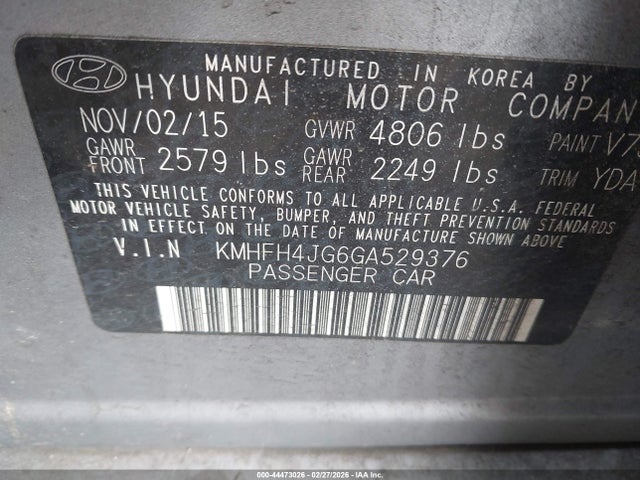 MANUFACTURED IN KOREA BY
HYUNDAI MOTOR COMPAN
NOV/02/15 GVWR 4806 lbs PAINT V7
GAWR FRONT 2579 lbs GAWR REAR 2249 lbs TRIM YDA
THIS VEHICLE CONFORMS TO ALL APPLICABLE U.S.A. FEDERAL
MOTOR VEHICLE SAFETY, BUMPER, AND THEFT PREVENTION STANDARDS
IN EFFECT ON THE DATE OF MANUFACTURE SHOWN ABOVE.
V.I.N KMHFH4JG6GA529376
PASSENGER CAR
000-44473026 - 02/27/2026 - IAA Holdings, LLC